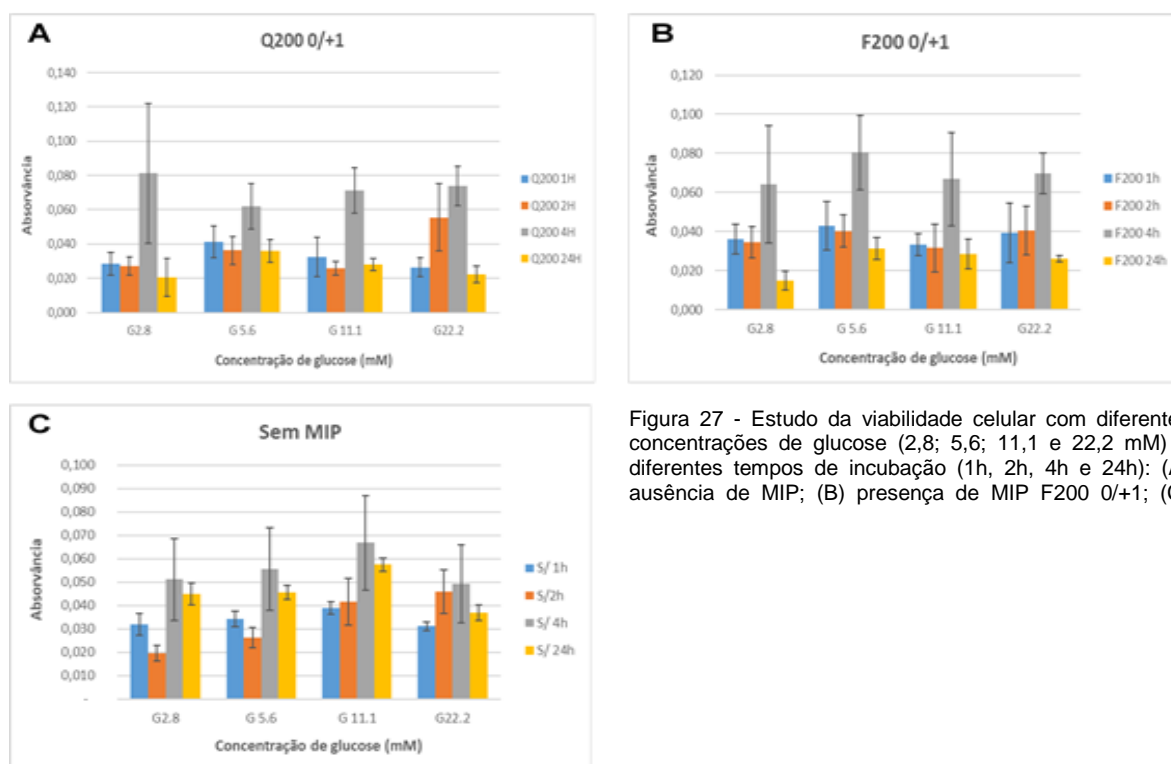 A
Q200 0/+1
0,140
0,120
0,100
0,080
0,060
0,040
0,020
0,000
Absorvância
G2.8
G 5.6
G 11.1
G22.2
Concentração de glucose (mM)
Q200 1H
Q200 2H
Q200 4H
Q200 24H
B
F200 0/+1
0,120
0,100
0,080
0,060
0,040
0,020
0,000
Absorvância
G2.8
G 5.6
G 11.1
G22.2
Concentração de glucose (mM)
F200 1h
F200 2h
F200 4h
F200 24h
C
Sem MIP
0,100
0,090
0,080
0,070
0,060
0,050
0,040
0,030
0,020
0,010
-
Absorvância
G2.8
G 5.6
G 11.1
G22.2
Concentração de glucose (mM)
S/ 1h
S/2h
S/ 4h
S/ 24h
Figura 27 - Estudo da viabilidade celular com diferente
concentrações de glucose (2,8; 5,6; 11,1 e 22,2 mM)
diferentes tempos de incubação (1h, 2h, 4h e 24h): (A
ausência de MIP; (B) presença de MIP F200 0/+1; (C